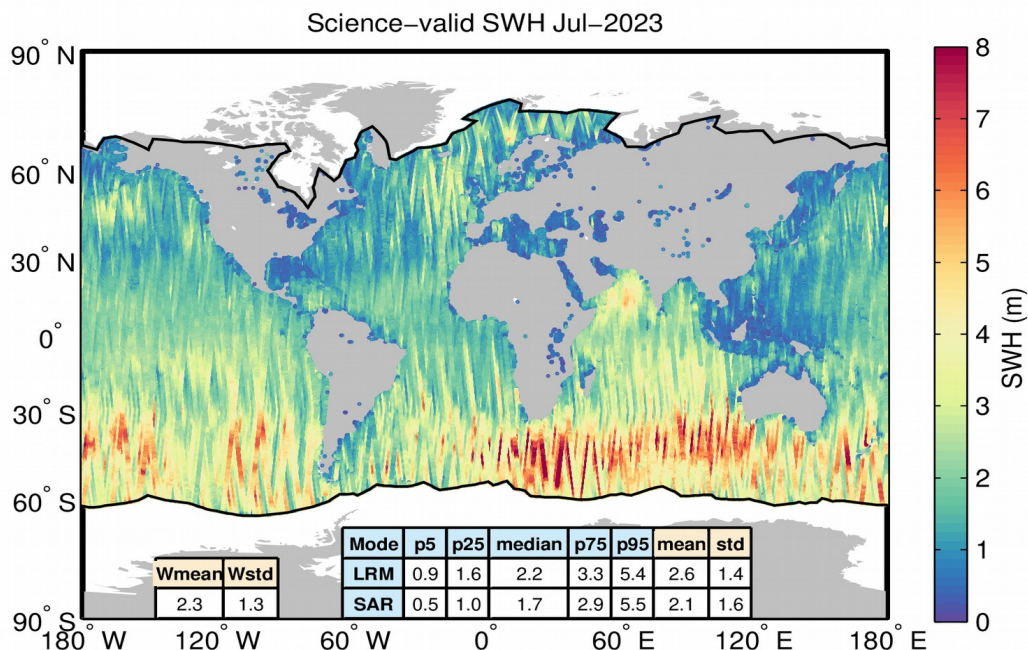 Science−valid SWH Jul−2023
90° N
60° N
30° N
0°
30° S
60° S
90° S
180° W
120° W
60° W
0°
60° E
120° E
180° E
Wmean Wstd
2.3 1.3
Mode p5 p25 median p75 p95 mean std
LRM 0.9 1.6 2.2 3.3 5.4 2.6 1.4
SAR 0.5 1.0 1.7 2.9 5.5 2.1 1.6
8
7
6
5
4
3
2
1
0
SWH (m)